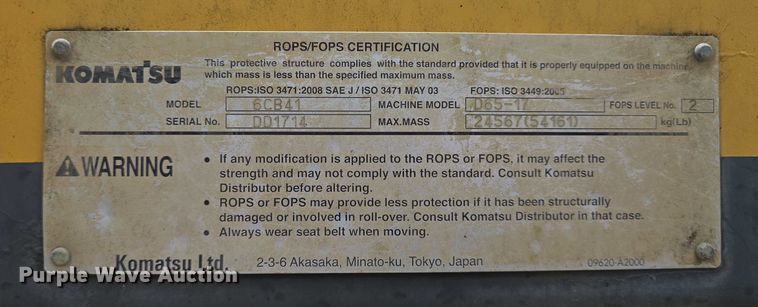 ROPS/FOPS CERTIFICATION
KOMATSU
This protective structure complies with the standard provided that it is properly equipped on the machine
which mass is less than the specified maximum mass.
ROPS:ISO 3471:2008 SAE J / ISO 3471 MAY 03 FOPS: ISO 3449:2005
MODEL 6CB41 MACHINE MODEL D65-17 FOPS LEVEL No. 2
SERIAL No. DD1714 MAX.MASS 24567(54161) kg(Lb)
WARNING
• If any modification is applied to the ROPS or FOPS, it may affect the
strength and may not comply with the standard. Consult Komatsu
Distributor before altering.
• ROPS or FOPS may provide less protection if it has been structurally
damaged or involved in roll-over. Consult Komatsu Distributor in that case.
• Always wear seat belt when moving.
Komatsu Ltd. 2-3-6 Akasaka, Minato-ku, Tokyo, Japan 09620-A2000
Purple Wave Auction